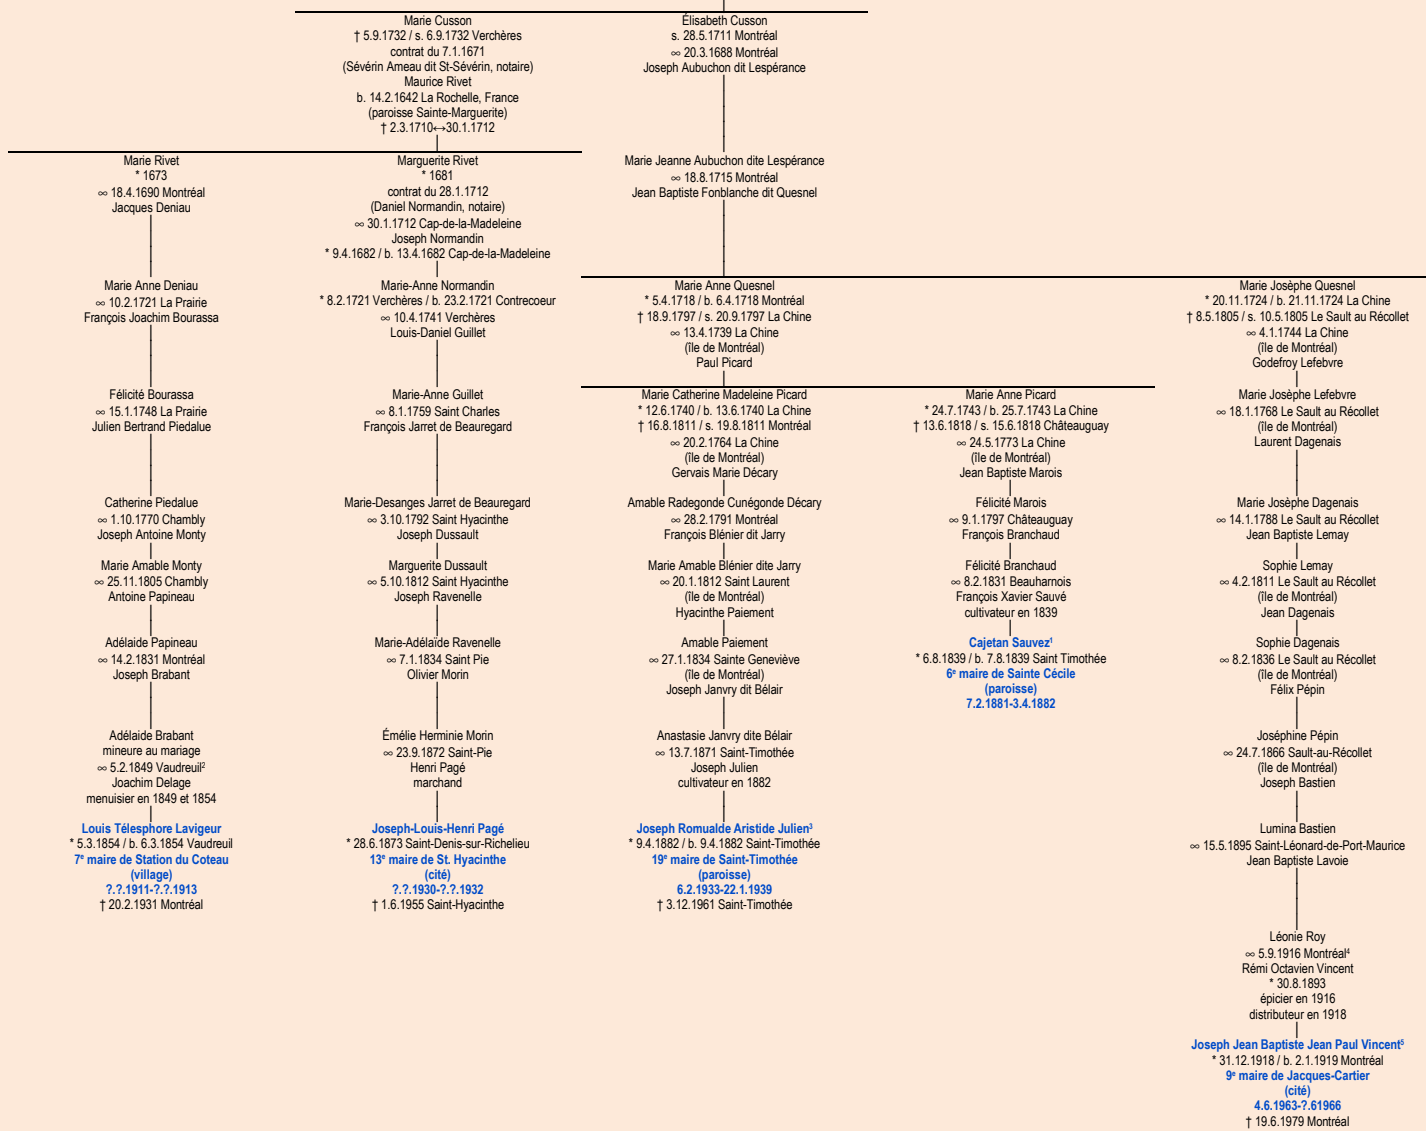 Marie Cusson
† 5.9.1732 / s. 6.9.1732 Verchères
contrat du 7.1.1671
(Sévérin Ameau dit St-Sévérin, notaire)
Maurice Rivet
b. 14.2.1642 La Rochelle, France
(paroisse Sainte-Marguerite)
† 2.3.1710↔30.1.1712
Élisabeth Cusson
s. 28.5.1711 Montréal
∞ 20.3.1688 Montréal
Joseph Aubuchon dit Lespérance
Marie Rivet
* 1673
∞ 18.4.1690 Montréal
Jacques Deniau
Marguerite Rivet
* 1681
contrat du 28.1.1712
(Daniel Normandin, notaire)
∞ 30.1.1712 Cap-de-la-Madeleine
Joseph Normandin
* 9.4.1682 / b. 13.4.1682 Cap-de-la-Madeleine
Marie Jeanne Aubuchon dite Lespérance
∞ 18.8.1715 Montréal
Jean Baptiste Fonblanche dit Quesnel
Marie Anne Deniau
∞ 10.2.1721 La Prairie
François Joachim Bourassa
Marie-Anne Normandin
* 8.2.1721 Verchères / b. 23.2.1721 Contrecoeur
∞ 10.4.1741 Verchères
Louis-Daniel Guillet
Marie Anne Quesnel
* 5.4.1718 / b. 6.4.1718 Montréal
† 18.9.1797 / s. 20.9.1797 La Chine
∞ 13.4.1739 La Chine
(île de Montréal)
Paul Picard
Marie Josèphe Quesnel
* 20.11.1724 / b. 21.11.1724 La Chine
† 8.5.1805 / s. 10.5.1805 Le Sault au Récollet
∞ 4.1.1744 La Chine
(île de Montréal)
Godefroy Lefebvre
Félicité Bourassa
∞ 15.1.1748 La Prairie
Julien Bertrand Piedalue
Marie-Anne Guillet
∞ 8.1.1759 Saint Charles
François Jarret de Beauregard
Marie Catherine Madeleine Picard
* 12.6.1740 / b. 13.6.1740 La Chine
† 16.8.1811 / s. 19.8.1811 Montréal
∞ 20.2.1764 La Chine
(île de Montréal)
Gervais Marie Décary
Marie Anne Picard
* 24.7.1743 / b. 25.7.1743 La Chine
† 13.6.1818 / s. 15.6.1818 Châteauguay
∞ 24.5.1773 La Chine
(île de Montréal)
Jean Baptiste Marois
Marie Josèphe Lefebvre
∞ 18.1.1768 Le Sault au Récollet
(île de Montréal)
Laurent Dagenais
Catherine Piedalue
∞ 1.10.1770 Chambly
Joseph Antoine Monty
Marie-Desanges Jarret de Beauregard
∞ 3.10.1792 Saint Hyacinthe
Joseph Dussault
Amable Radegonde Cunégonde Décary
∞ 28.2.1791 Montréal
François Blénier dit Jarry
Félicité Marois
∞ 9.1.1797 Châteauguay
François Branchaud
Marie Josèphe Dagenais
∞ 14.1.1788 Le Sault au Récollet
Jean Baptiste Lemay
Marie Amable Monty
∞ 25.11.1805 Chambly
Antoine Papineau
Marguerite Dussault
∞ 5.10.1812 Saint Hyacinthe
Joseph Ravenelle
Marie Amable Blénier dite Jarry
∞ 20.1.1812 Saint Laurent
(île de Montréal)
Hyacinthe Paiement
Félicité Branchaud
∞ 8.2.1831 Beauharnois
François Xavier Sauvé
cultivateur en 1839
Sophie Lemay
∞ 4.2.1811 Le Sault au Récollet
(île de Montréal)
Jean Dagenais
Adélaide Papineau
∞ 14.2.1831 Montréal
Joseph Brabant
Marie-Adélaïde Ravenelle
∞ 7.1.1834 Saint Pie
Olivier Morin
Amable Paiement
∞ 27.1.1834 Sainte Geneviève
(île de Montréal)
Joseph Janvry dit Bélair
Cajetan Sauvez¹
* 6.8.1839 / b. 7.8.1839 Saint Timothée
6ᵉ maire de Sainte Cécile
(paroisse)
7.2.1881-3.4.1882
Sophie Dagenais
∞ 8.2.1836 Le Sault au Récollet
(île de Montréal)
Félix Pépin
Adélaide Brabant
mineure au mariage
∞ 5.2.1849 Vaudreuil²
Joachim Delage
menuisier en 1849 et 1854
Émélie Herminie Morin
∞ 23.9.1872 Saint-Pie
Henri Pagé
marchand
Anastasie Janvry dite Bélair
∞ 13.7.1871 Saint-Timothée
Joseph Julien
cultivateur en 1882
Joséphine Pépin
∞ 24.7.1866 Sault-au-Récollet
(île de Montréal)
Joseph Bastien
Louis Télesphore Lavigeur
* 5.3.1854 / b. 6.3.1854 Vaudreuil
7ᵉ maire de Station du Coteau
(village)
?.?.1911-?.?.1913
† 20.2.1931 Montréal
Joseph-Louis-Henri Pagé
* 28.6.1873 Saint-Denis-sur-Richelieu
13ᵉ maire de St. Hyacinthe
(cité)
?.?.1930-?.?.1932
† 1.6.1955 Saint-Hyacinthe
Joseph Romualde Aristide Julien³
* 9.4.1882 / b. 9.4.1882 Saint-Timothée
19ᵉ maire de Saint-Timothée
(paroisse)
6.2.1933-22.1.1939
† 3.12.1961 Saint-Timothée
Lumina Bastien
∞ 15.5.1895 Saint-Léonard-de-Port-Maurice
Jean Baptiste Lavoie
Léonie Roy
∞ 5.9.1916 Montréal⁴
Rémi Octavien Vincent
* 30.8.1893
épicier en 1916
distributeur en 1918
Joseph Jean Baptiste Jean Paul Vincent⁵
* 31.12.1918 / b. 2.1.1919 Montréal
9ᵉ maire de Jacques-Cartier
(cité)
4.6.1963-?.61966
† 19.6.1979 Montréal